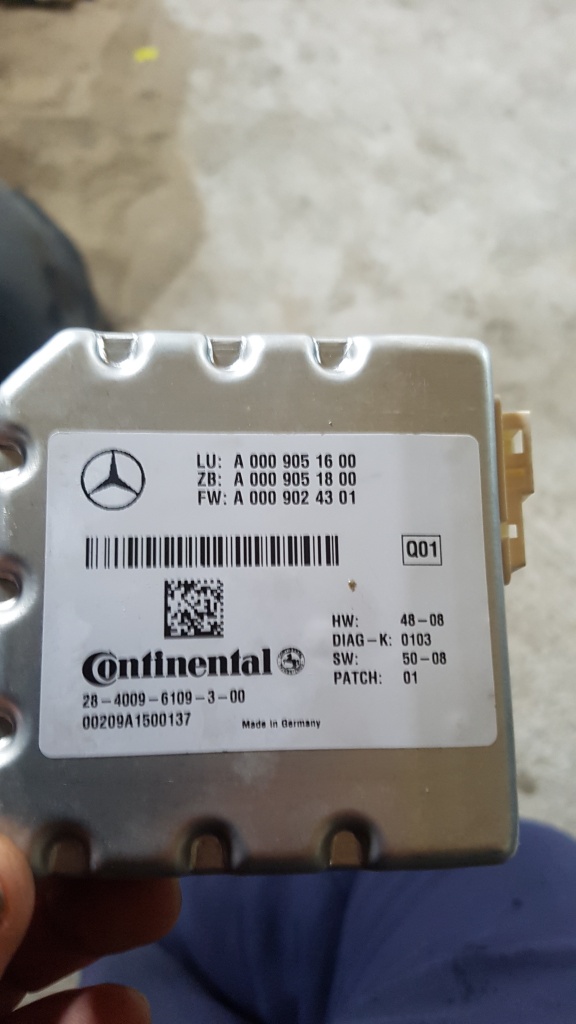 LU: A 000 905 16 00
ZB: A 000 905 18 00
FW: A 000 902 43 01
Q01
HW: 48-08
DIAG-K: 0103
SW: 50-08
PATCH: 01
Continental
28-4009-6109-3-00
00209A1500137
Made in Germany